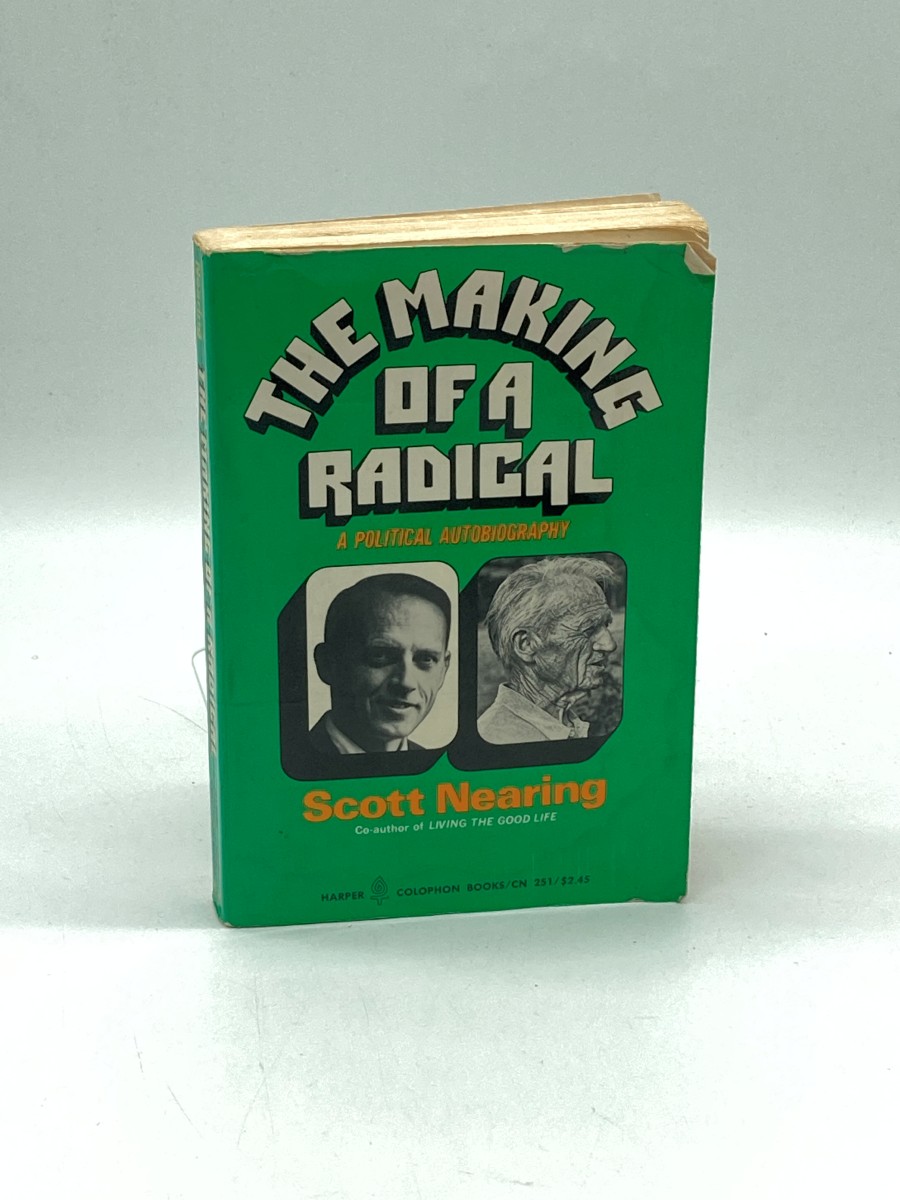 THE MAKING
OF A
RADICAL
A POLITICAL AUTOBIOGRAPHY
Scott Nearing
Co-author of LIVING THE GOOD LIFE
HARPER COLOPHON BOOKS/CN 251/$2.45